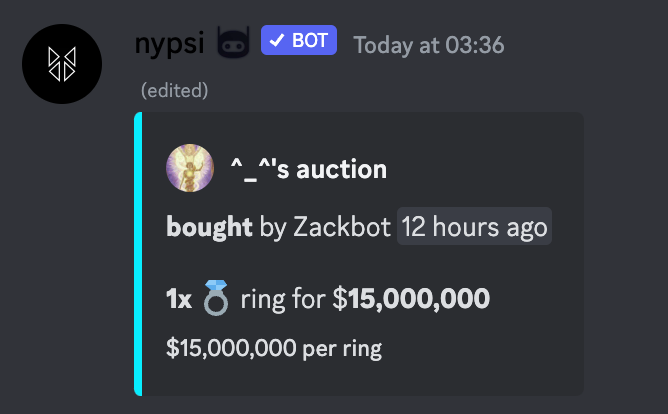 nypsi ✓ BOT Today at 03:36
(edited)
^_^'s auction
bought by Zackbot 12 hours ago
1x 💍 ring for $15,000,000
$15,000,000 per ring